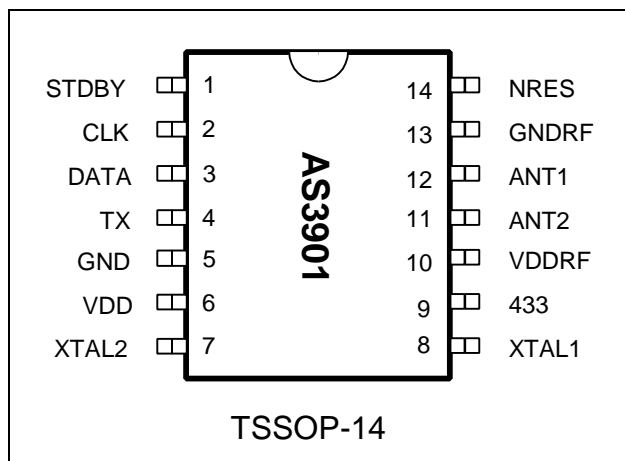 STDBY 1 14 NRES
CLK 2 13 GNDRF
DATA 3 12 ANT1
TX 4 11 ANT2
GND 5 10 VDDRF
VDD 6 9 433
XTAL2 7 8 XTAL1
AS3901
TSSOP-14